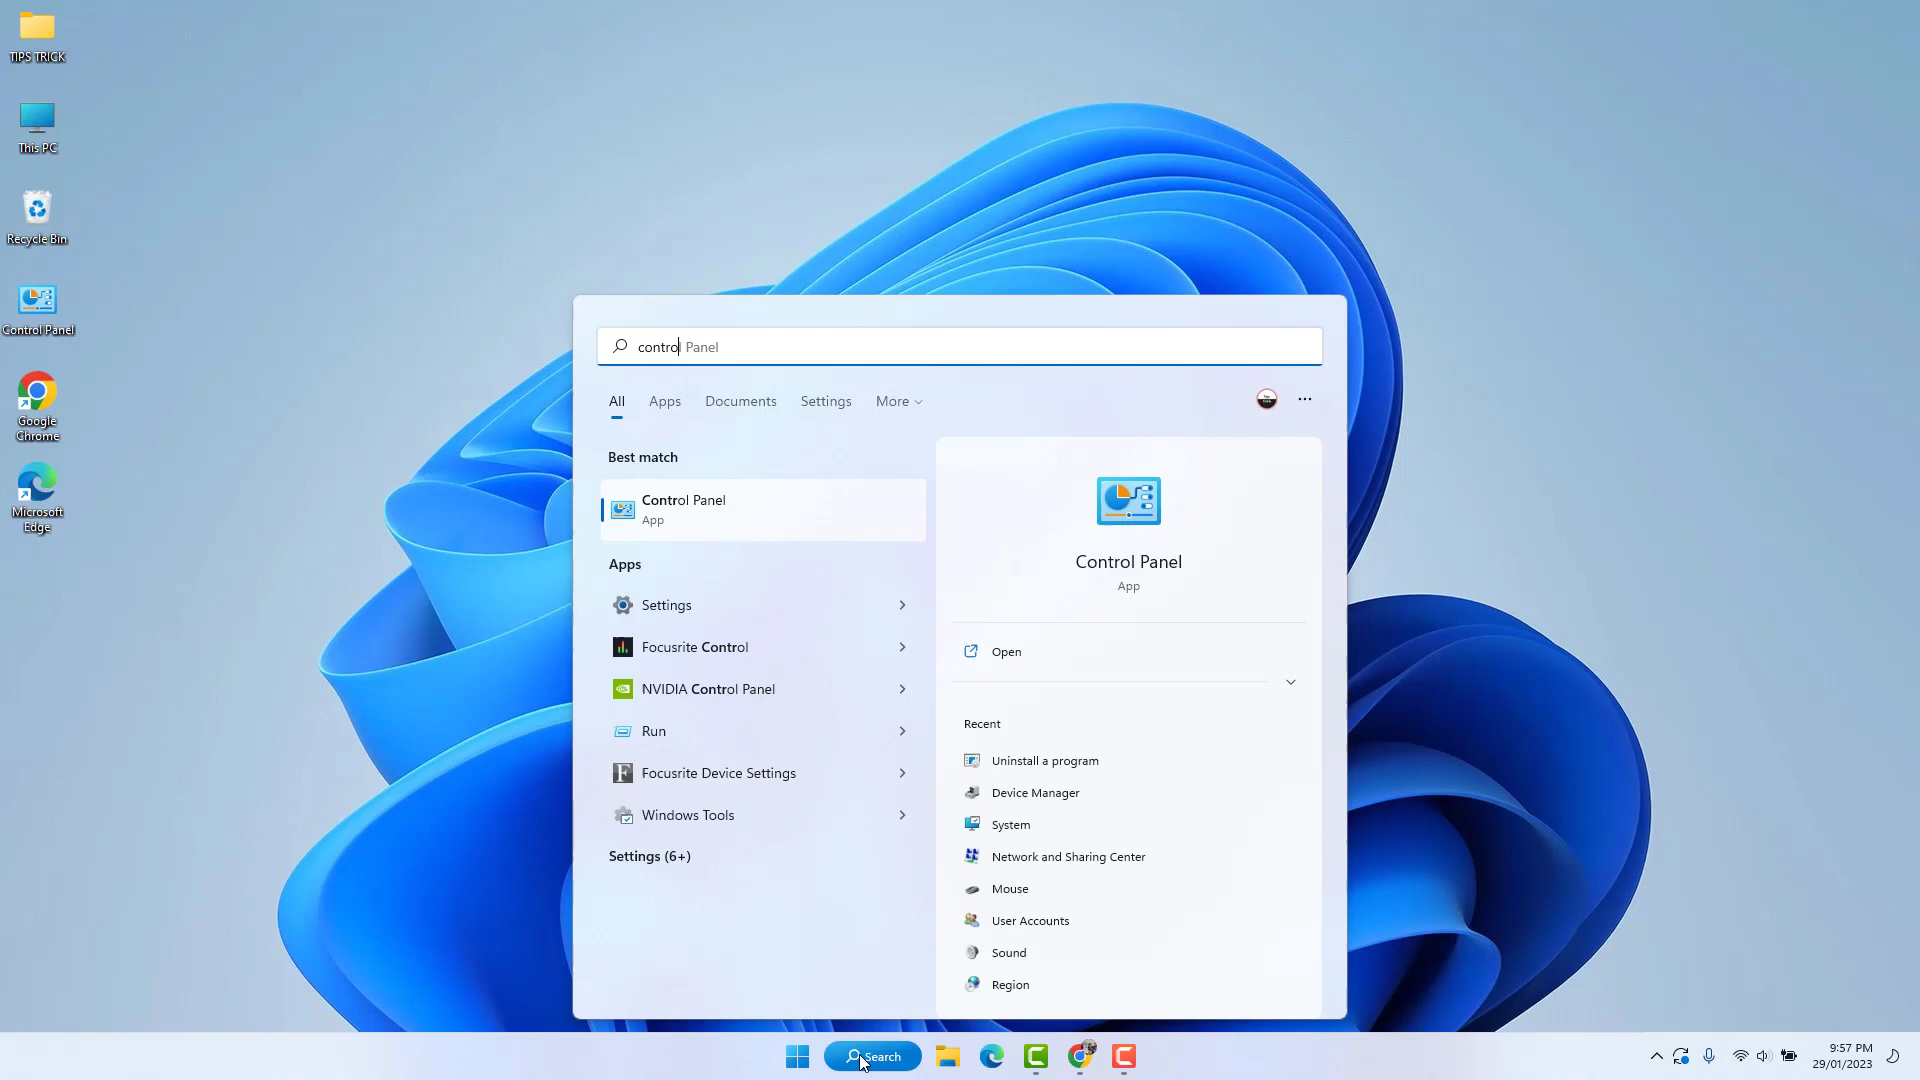 TIPS TRICK
This PC
Recycle Bin
Control Panel
Google
Chrome
Microsoft
Edge
control Panel
All
Apps
Documents
Settings
More
Best match
Control Panel
App
Apps
Settings
Focusrite Control
NVIDIA Control Panel
Run
Focusrite Device Settings
Windows Tools
Settings (6+)
Control Panel
App
Open
Recent
Uninstall a program
Device Manager
System
Network and Sharing Center
Mouse
User Accounts
Sound
Region
Search
9:57 PM
29/01/2023